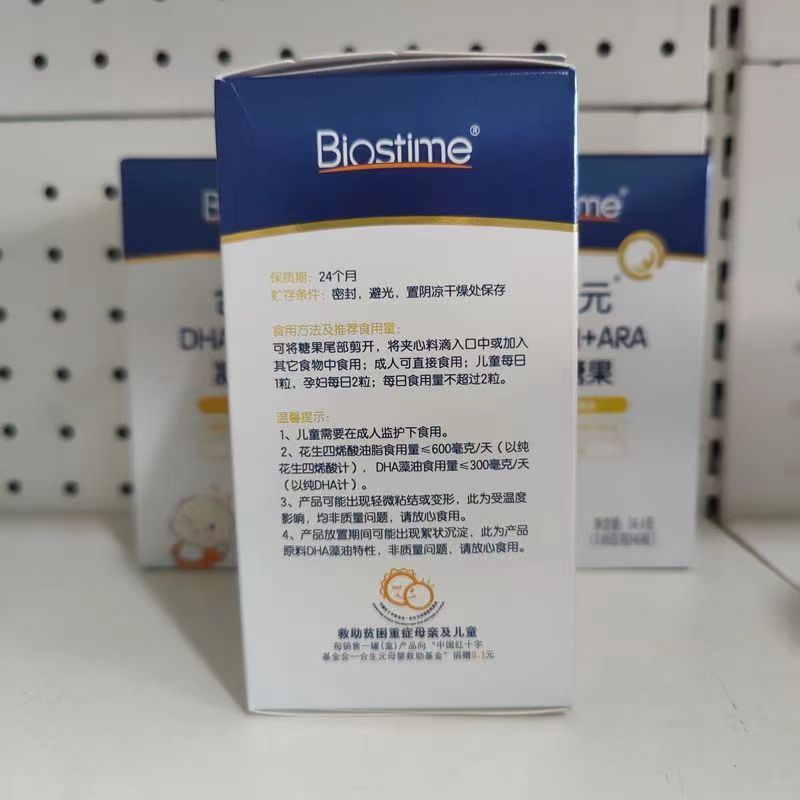 Biostime®
保质期：24个月
贮存条件：密封，避光，置阴凉干燥处保存
食用方法及推荐食用量：
可将糖果尾部剪开，将夹心料滴入口中或加入
其它食物中食用；成人可直接食用；儿童每日
1粒，孕妇每日2粒；每日食用量不超过2粒。
温馨提示：
1、儿童需要在成人监护下食用。
2、花生四烯酸油脂食用量≤600毫克/天（以纯
花生四烯酸计），DHA藻油食用量≤300毫克/天
（以纯DHA计）。
3、产品可能出现轻微粘结或变形，此为受温度
影响，均非质量问题，请放心食用。
4、产品放置期间可能出现絮状沉淀，此为产品
原料DHA藻油特性，非质量问题，请放心食用。
救助贫困重症母亲及儿童
每销售一罐(盒)产品向“中国红十字
基金会—合生元母婴救助基金”捐赠0.1元
B
DHA
ime
元
+ARA
糖果
净含量：